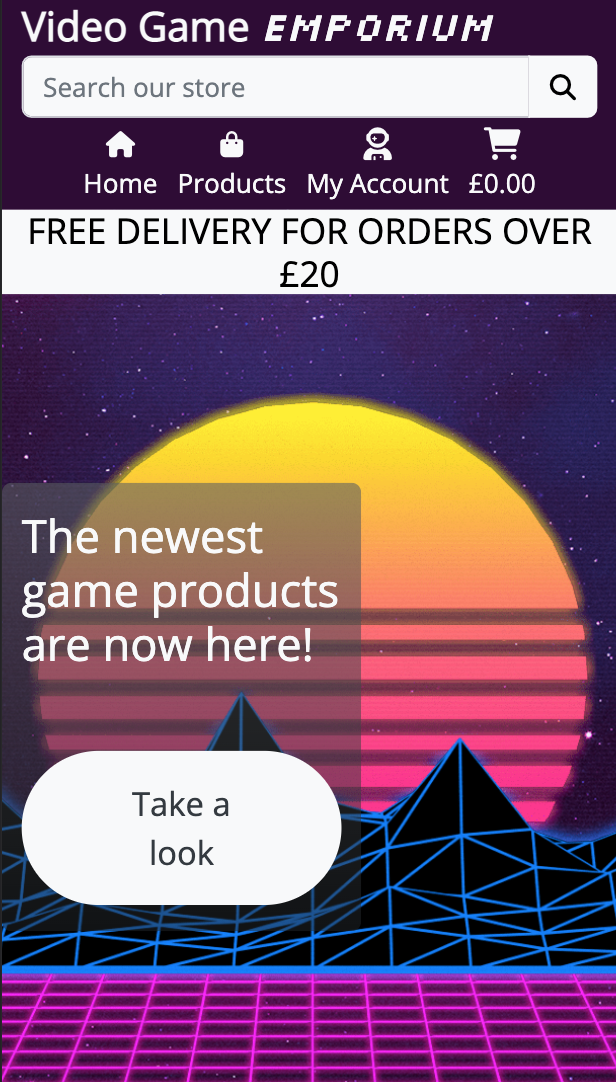 Video Game EMPORIUM
Search our store
Home Products My Account £0.00
FREE DELIVERY FOR ORDERS OVER
£20
The newest
game products
are now here!
Take a
look